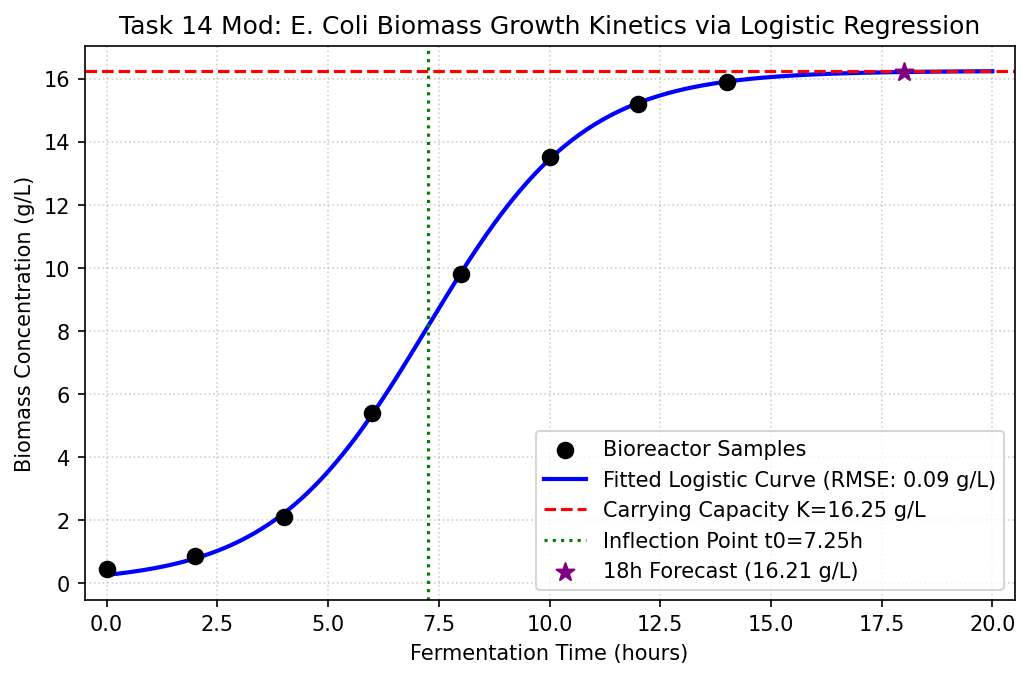 Task 14 Mod: E. Coli Biomass Growth Kinetics via Logistic Regression
Biomass Concentration (g/L)
16
14
12
10
8
6
4
2
0
Bioreactor Samples
Fitted Logistic Curve (RMSE: 0.09 g/L)
Carrying Capacity K=16.25 g/L
Inflection Point t0=7.25h
18h Forecast (16.21 g/L)
0.0 2.5 5.0 7.5 10.0 12.5 15.0 17.5 20.0
Fermentation Time (hours)